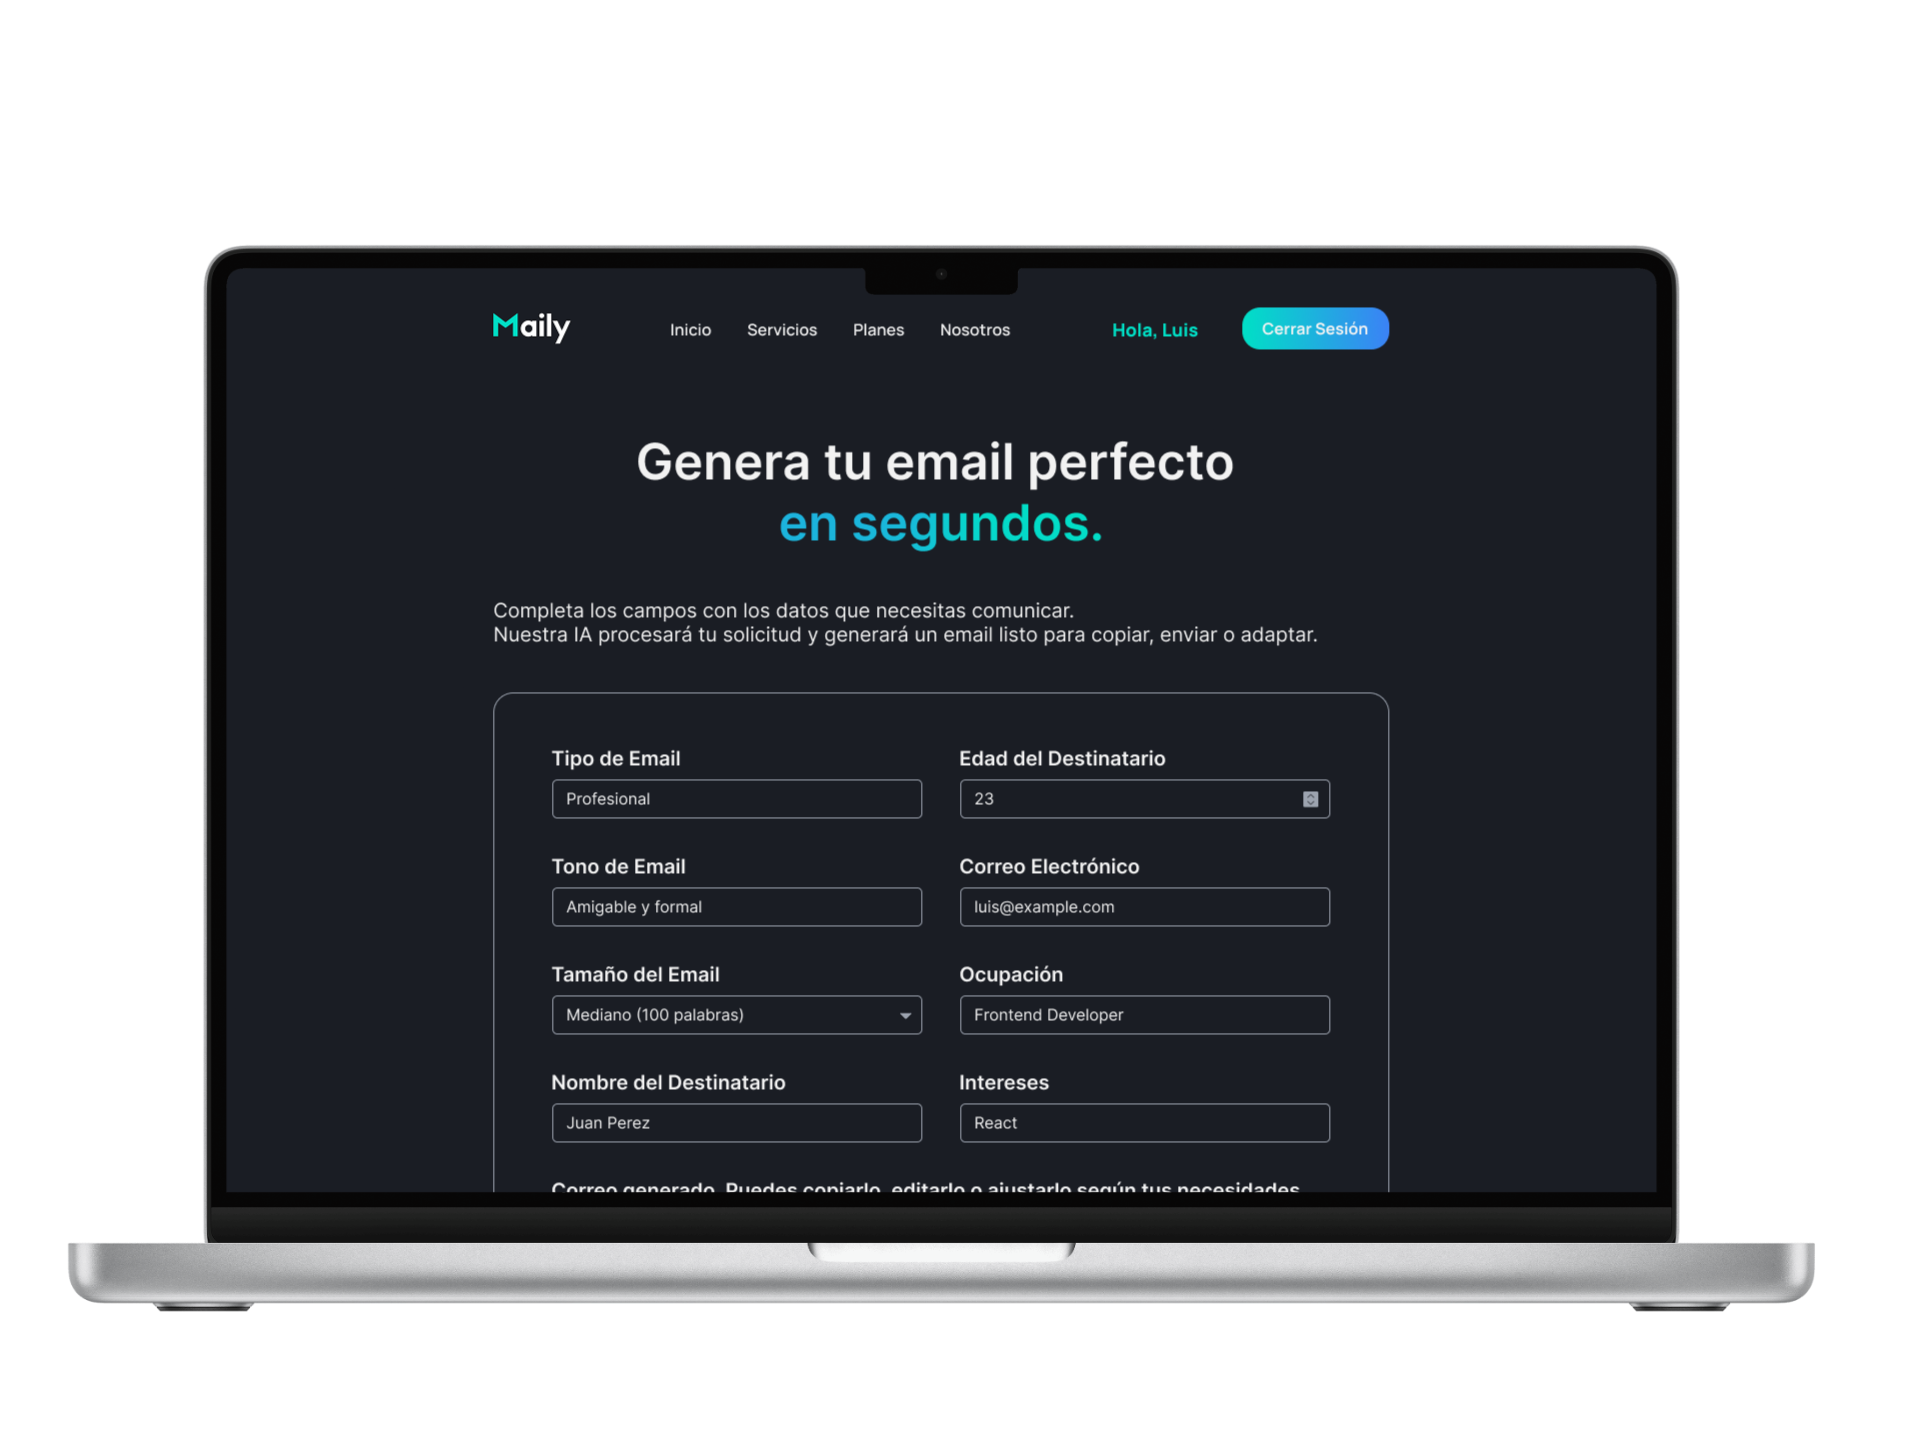 Maily
Inicio Servicios Planes Nosotros Hola, Luis Cerrar Sesión
Genera tu email perfecto
en segundos.
Completa los campos con los datos que necesitas comunicar.
Nuestra IA procesará tu solicitud y generará un email listo para copiar, enviar o adaptar.
Tipo de Email
Profesional
Edad del Destinatario
23
Tono de Email
Amigable y formal
Correo Electrónico
luis@example.com
Tamaño del Email
Mediano (100 palabras)
Ocupación
Frontend Developer
Nombre del Destinatario
Juan Perez
Intereses
React
Correo generado. Puedes copiarlo, editarlo o ajustarlo según tus necesidades